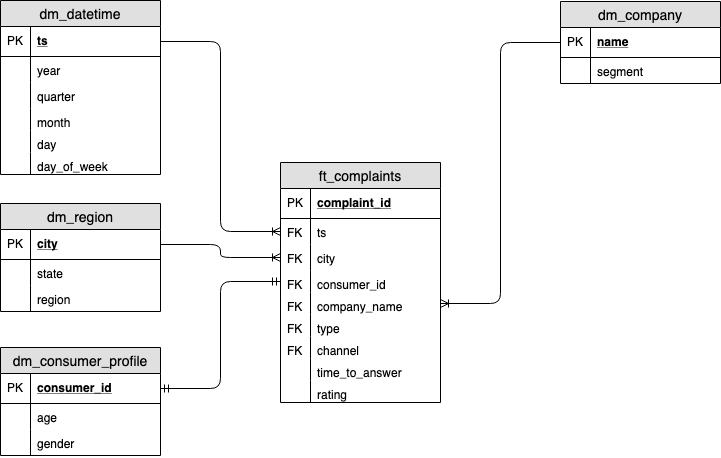 dm_datetime
PK ts
year
quarter
month
day
day_of_week
dm_region
PK city
state
region
dm_consumer_profile
PK consumer_id
age
gender
ft_complaints
PK complaint_id
FK ts
FK city
FK consumer_id
FK company_name
FK type
FK channel
time_to_answer
rating
dm_company
PK name
segment